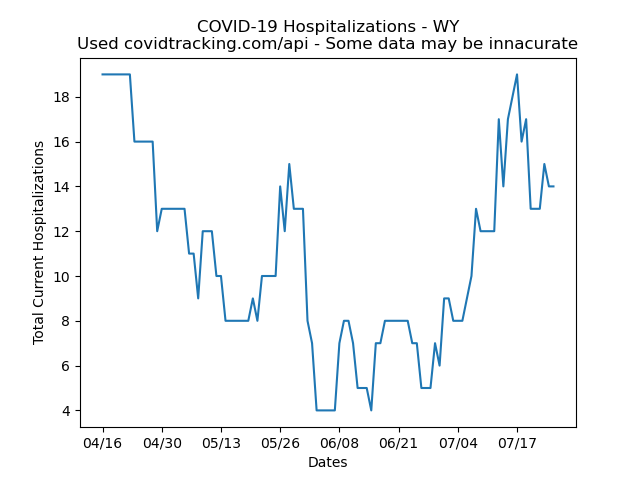 COVID-19 Hospitalizations - WY
Used covidtracking.com/api - Some data may be innacurate
Total Current Hospitalizations
18
16
14
12
10
8
6
4
04/16 04/30 05/13 05/26 06/08 06/21 07/04 07/17
Dates